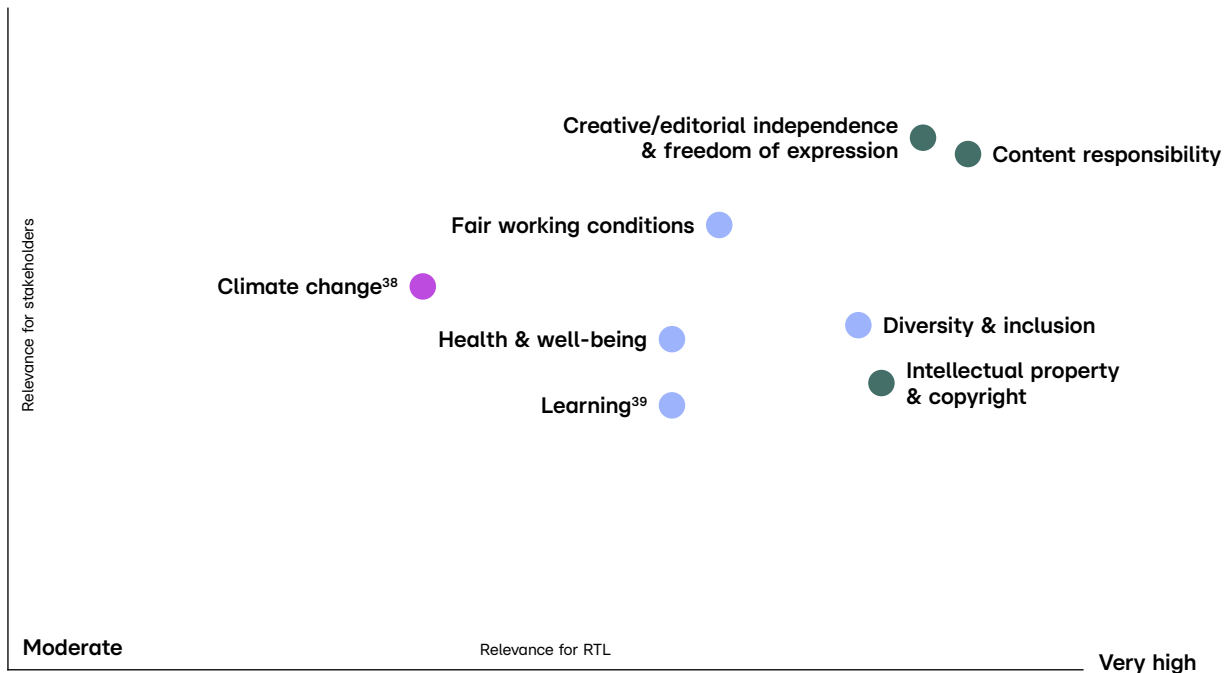 Creative/editorial independence
& freedom of expression
Content responsibility
Fair working conditions
Relevance for stakeholders
Climate change³⁸
Diversity & inclusion
Health & well-being
Intellectual property
& copyright
Learning³⁹
Moderate
Relevance for RTL
Very high